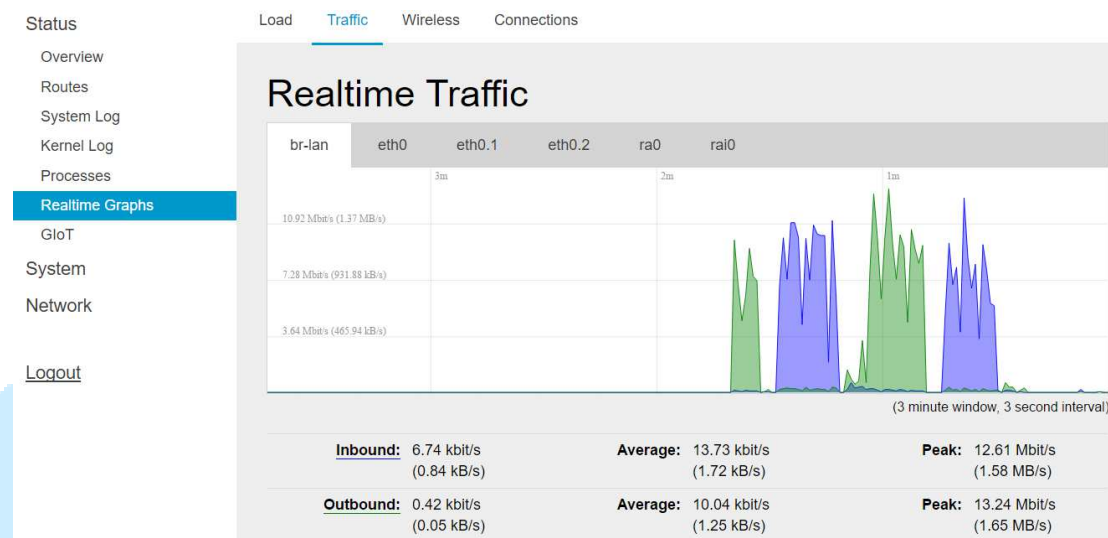 Status
Overview
Routes
System Log
Kernel Log
Processes
Realtime Graphs
GIoT
System
Network
Logout
Load Traffic Wireless Connections
Realtime Traffic
br-lan eth0 eth0.1 eth0.2 ra0 rai0
3m 2m 1m
10.92 Mbit/s (1.37 MB/s)
7.28 Mbit/s (931.88 kB/s)
3.64 Mbit/s (465.94 kB/s)
(3 minute window, 3 second interval)
Inbound: 6.74 kbit/s Average: 13.73 kbit/s Peak: 12.61 Mbit/s
(0.84 kB/s) (1.72 kB/s) (1.58 MB/s)
Outbound: 0.42 kbit/s Average: 10.04 kbit/s Peak: 13.24 Mbit/s
(0.05 kB/s) (1.25 kB/s) (1.65 MB/s)